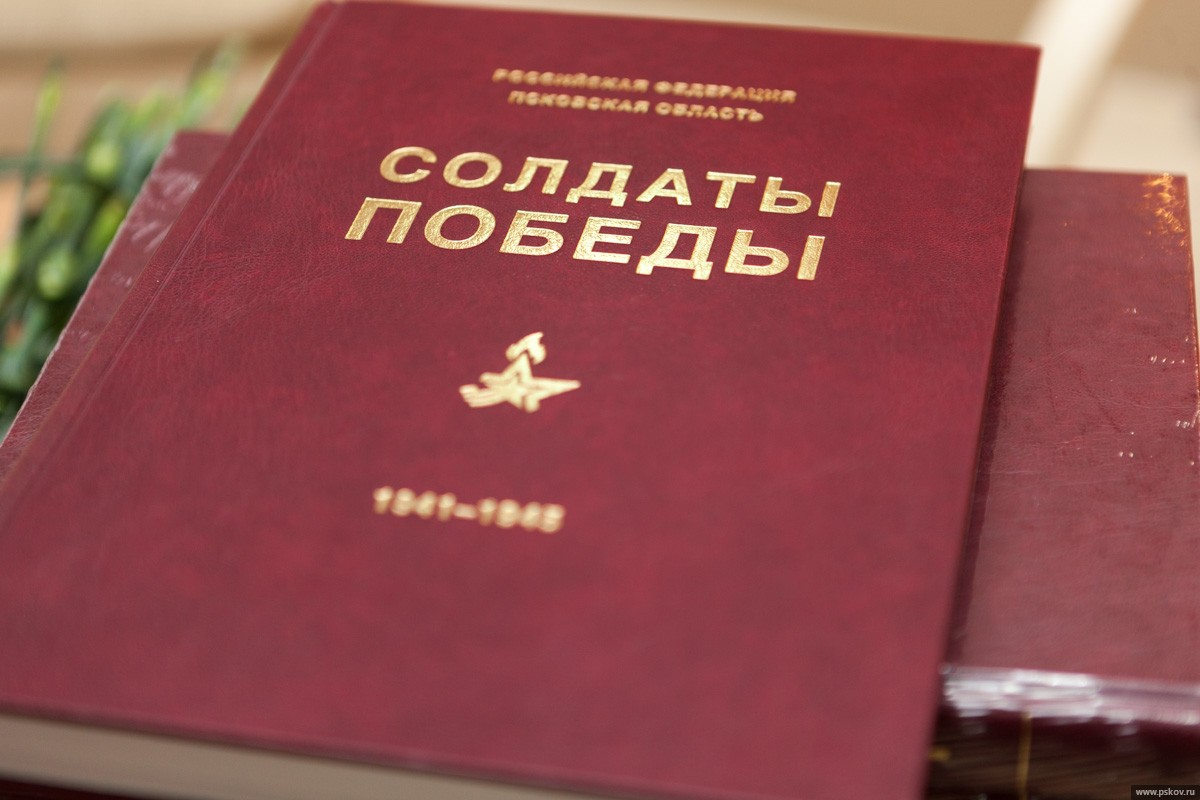 РОССИЙСКАЯ ФЕДЕРАЦИЯ
ПСКОВСКАЯ ОБЛАСТЬ
СОЛДАТЫ
ПОБЕДЫ
1941–1945
www.pskov.ru